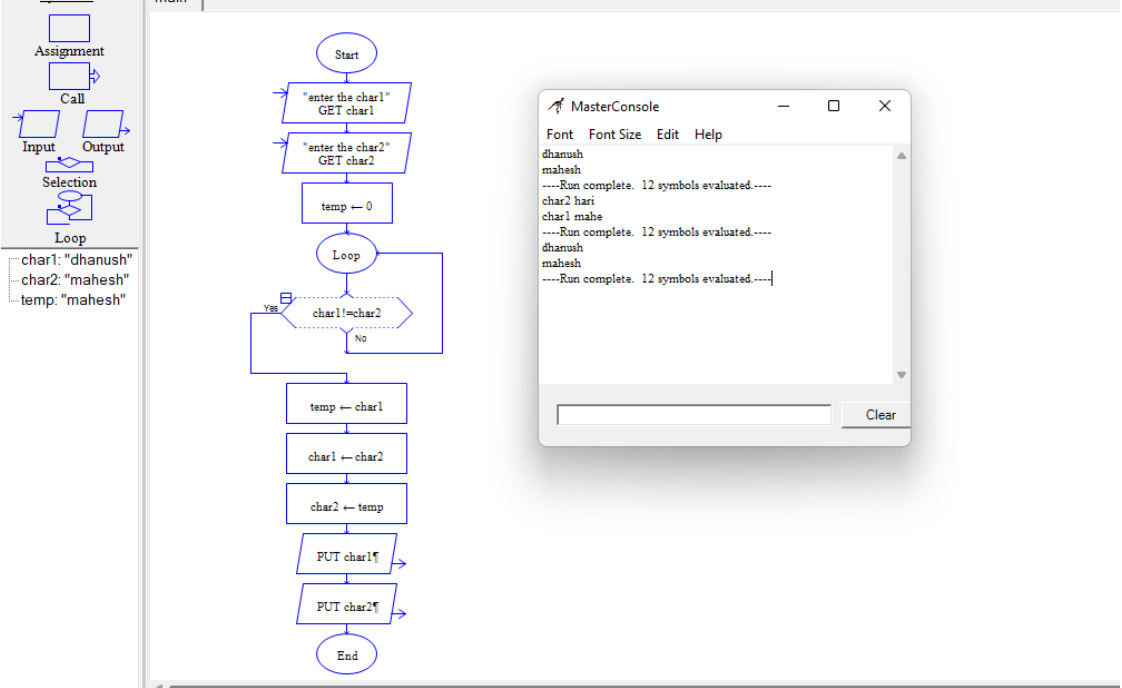 main
Assignment
Call
Input Output
Selection
Loop
char1: "dhanush"
char2: "mahesh"
temp: "mahesh"
Start
"enter the char1"
GET char1
"enter the char2"
GET char2
temp ← 0
Loop
Yes
char1!=char2
No
temp ← char1
char1 ← char2
char2 ← temp
PUT char1¶
PUT char2¶
End
MasterConsole
Font Font Size Edit Help
dhanush
mahesh
----Run complete. 12 symbols evaluated.----
char2 hari
char1 mahe
----Run complete. 12 symbols evaluated.----
dhanush
mahesh
----Run complete. 12 symbols evaluated.----
Clear